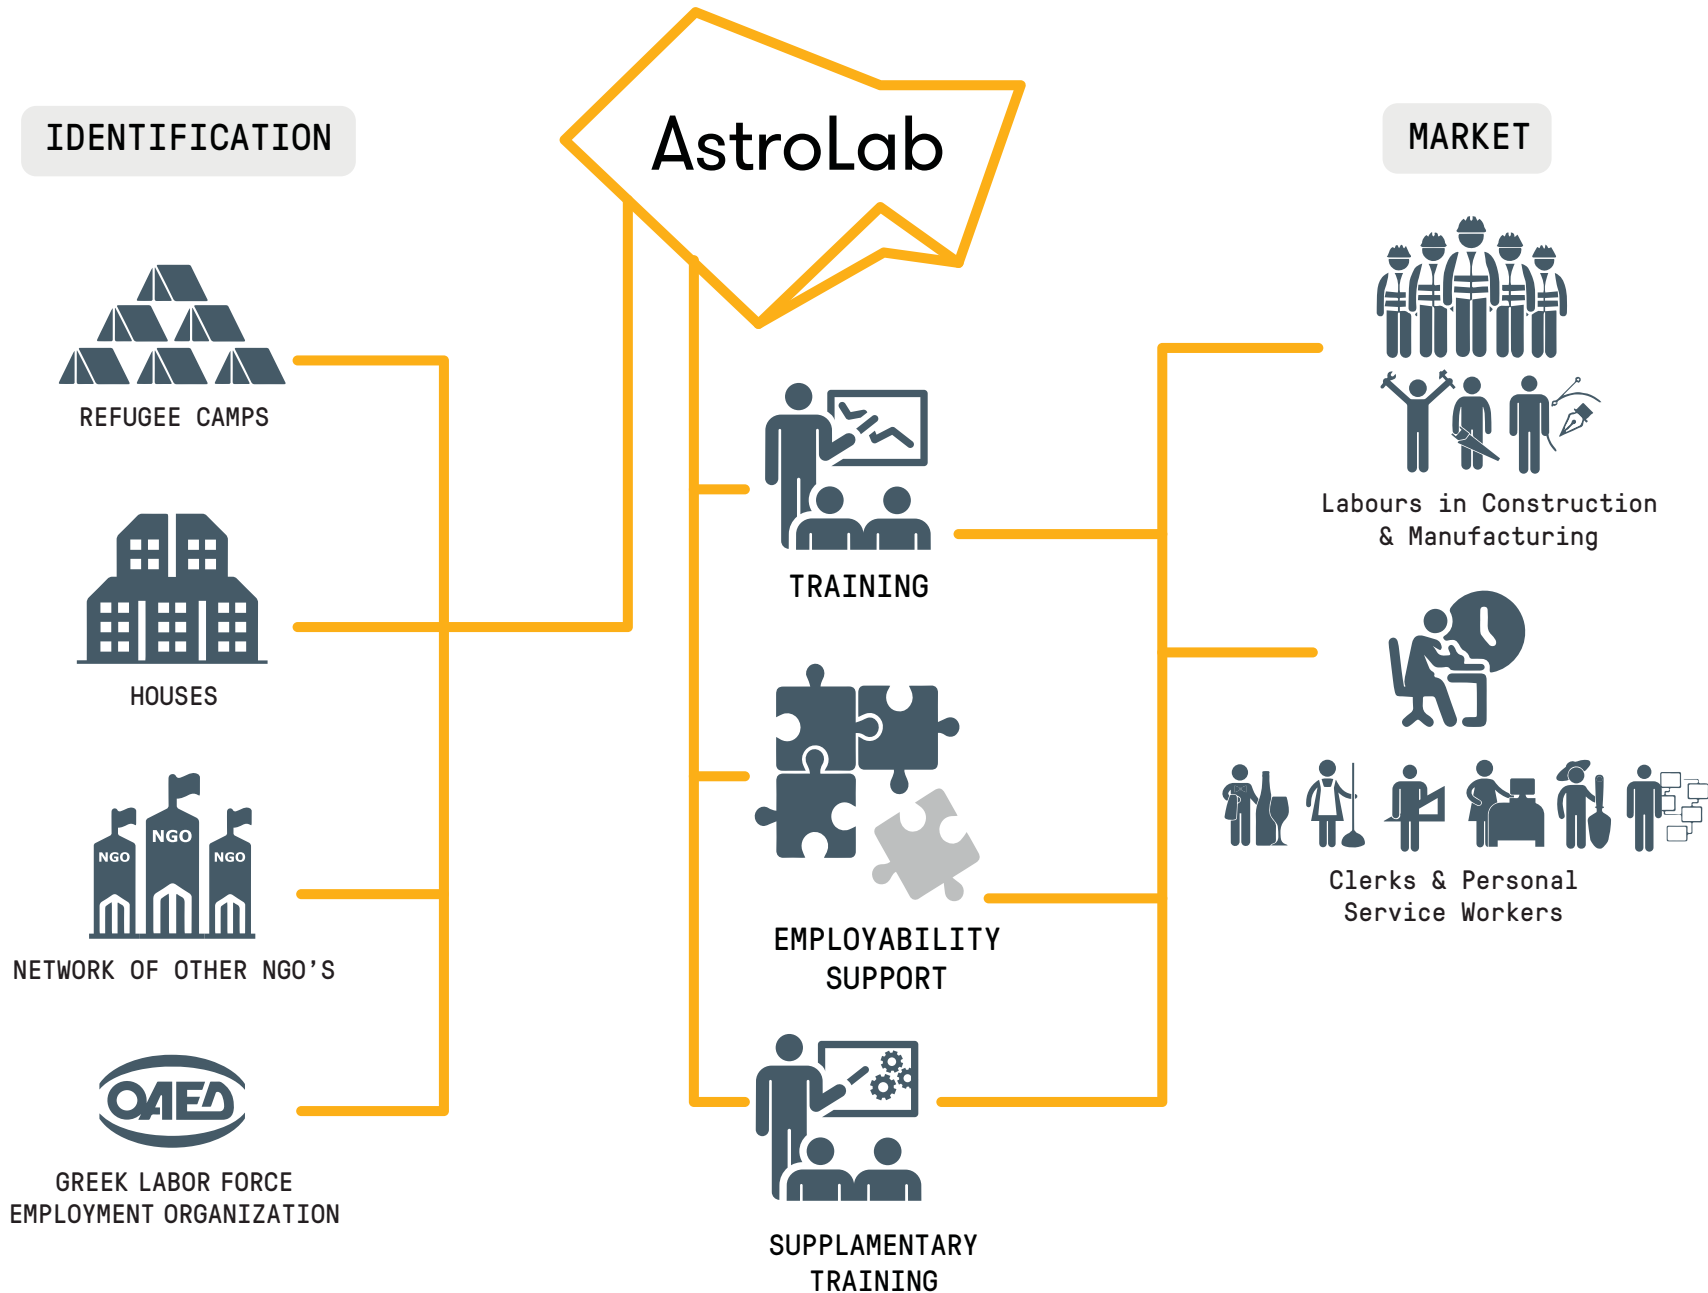 IDENTIFICATION
AstroLab
MARKET
REFUGEE CAMPS
HOUSES
NGO
NGO
NGO
NETWORK OF OTHER NGO’S
OAED
GREEK LABOR FORCE
EMPLOYMENT ORGANIZATION
TRAINING
EMPLOYABILITY
SUPPORT
SUPPLAMENTARY
TRAINING
Labours in Construction
& Manufacturing
Clerks & Personal
Service Workers